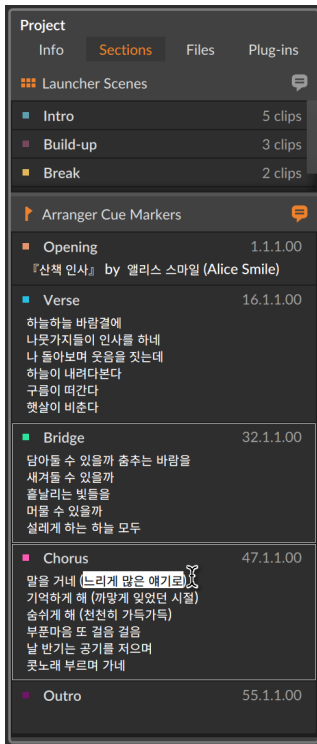 Project
Info Sections Files Plug-ins
Launcher Scenes
Intro 5 clips
Build-up 3 clips
Break 2 clips
Arranger Cue Markers
Opening 1.1.1.00
『산책 인사』 by 앨리스 스마일 (Alice Smile)
Verse 16.1.1.00
하늘하늘 바람결에
나뭇가지들이 인사를 하네
나 돌아보며 웃음을 짓는데
하늘이 내려다본다
구름이 떠간다
햇살이 비춘다
Bridge 32.1.1.00
담아둘 수 있을까 춤추는 바람을
새겨둘 수 있을까
흩날리는 빛들을
머물 수 있을까
설레게 하는 하늘 모두
Chorus 47.1.1.00
말을 거네 (느리게 많은 얘기로)
기억하게 해 (까맣게 잊었던 시절)
숨쉬게 해 (천천히 가득가득)
부푼마음 또 걸음 걸음
날 반기는 공기를 저으며
콧노래 부르며 가네
Outro 55.1.1.00